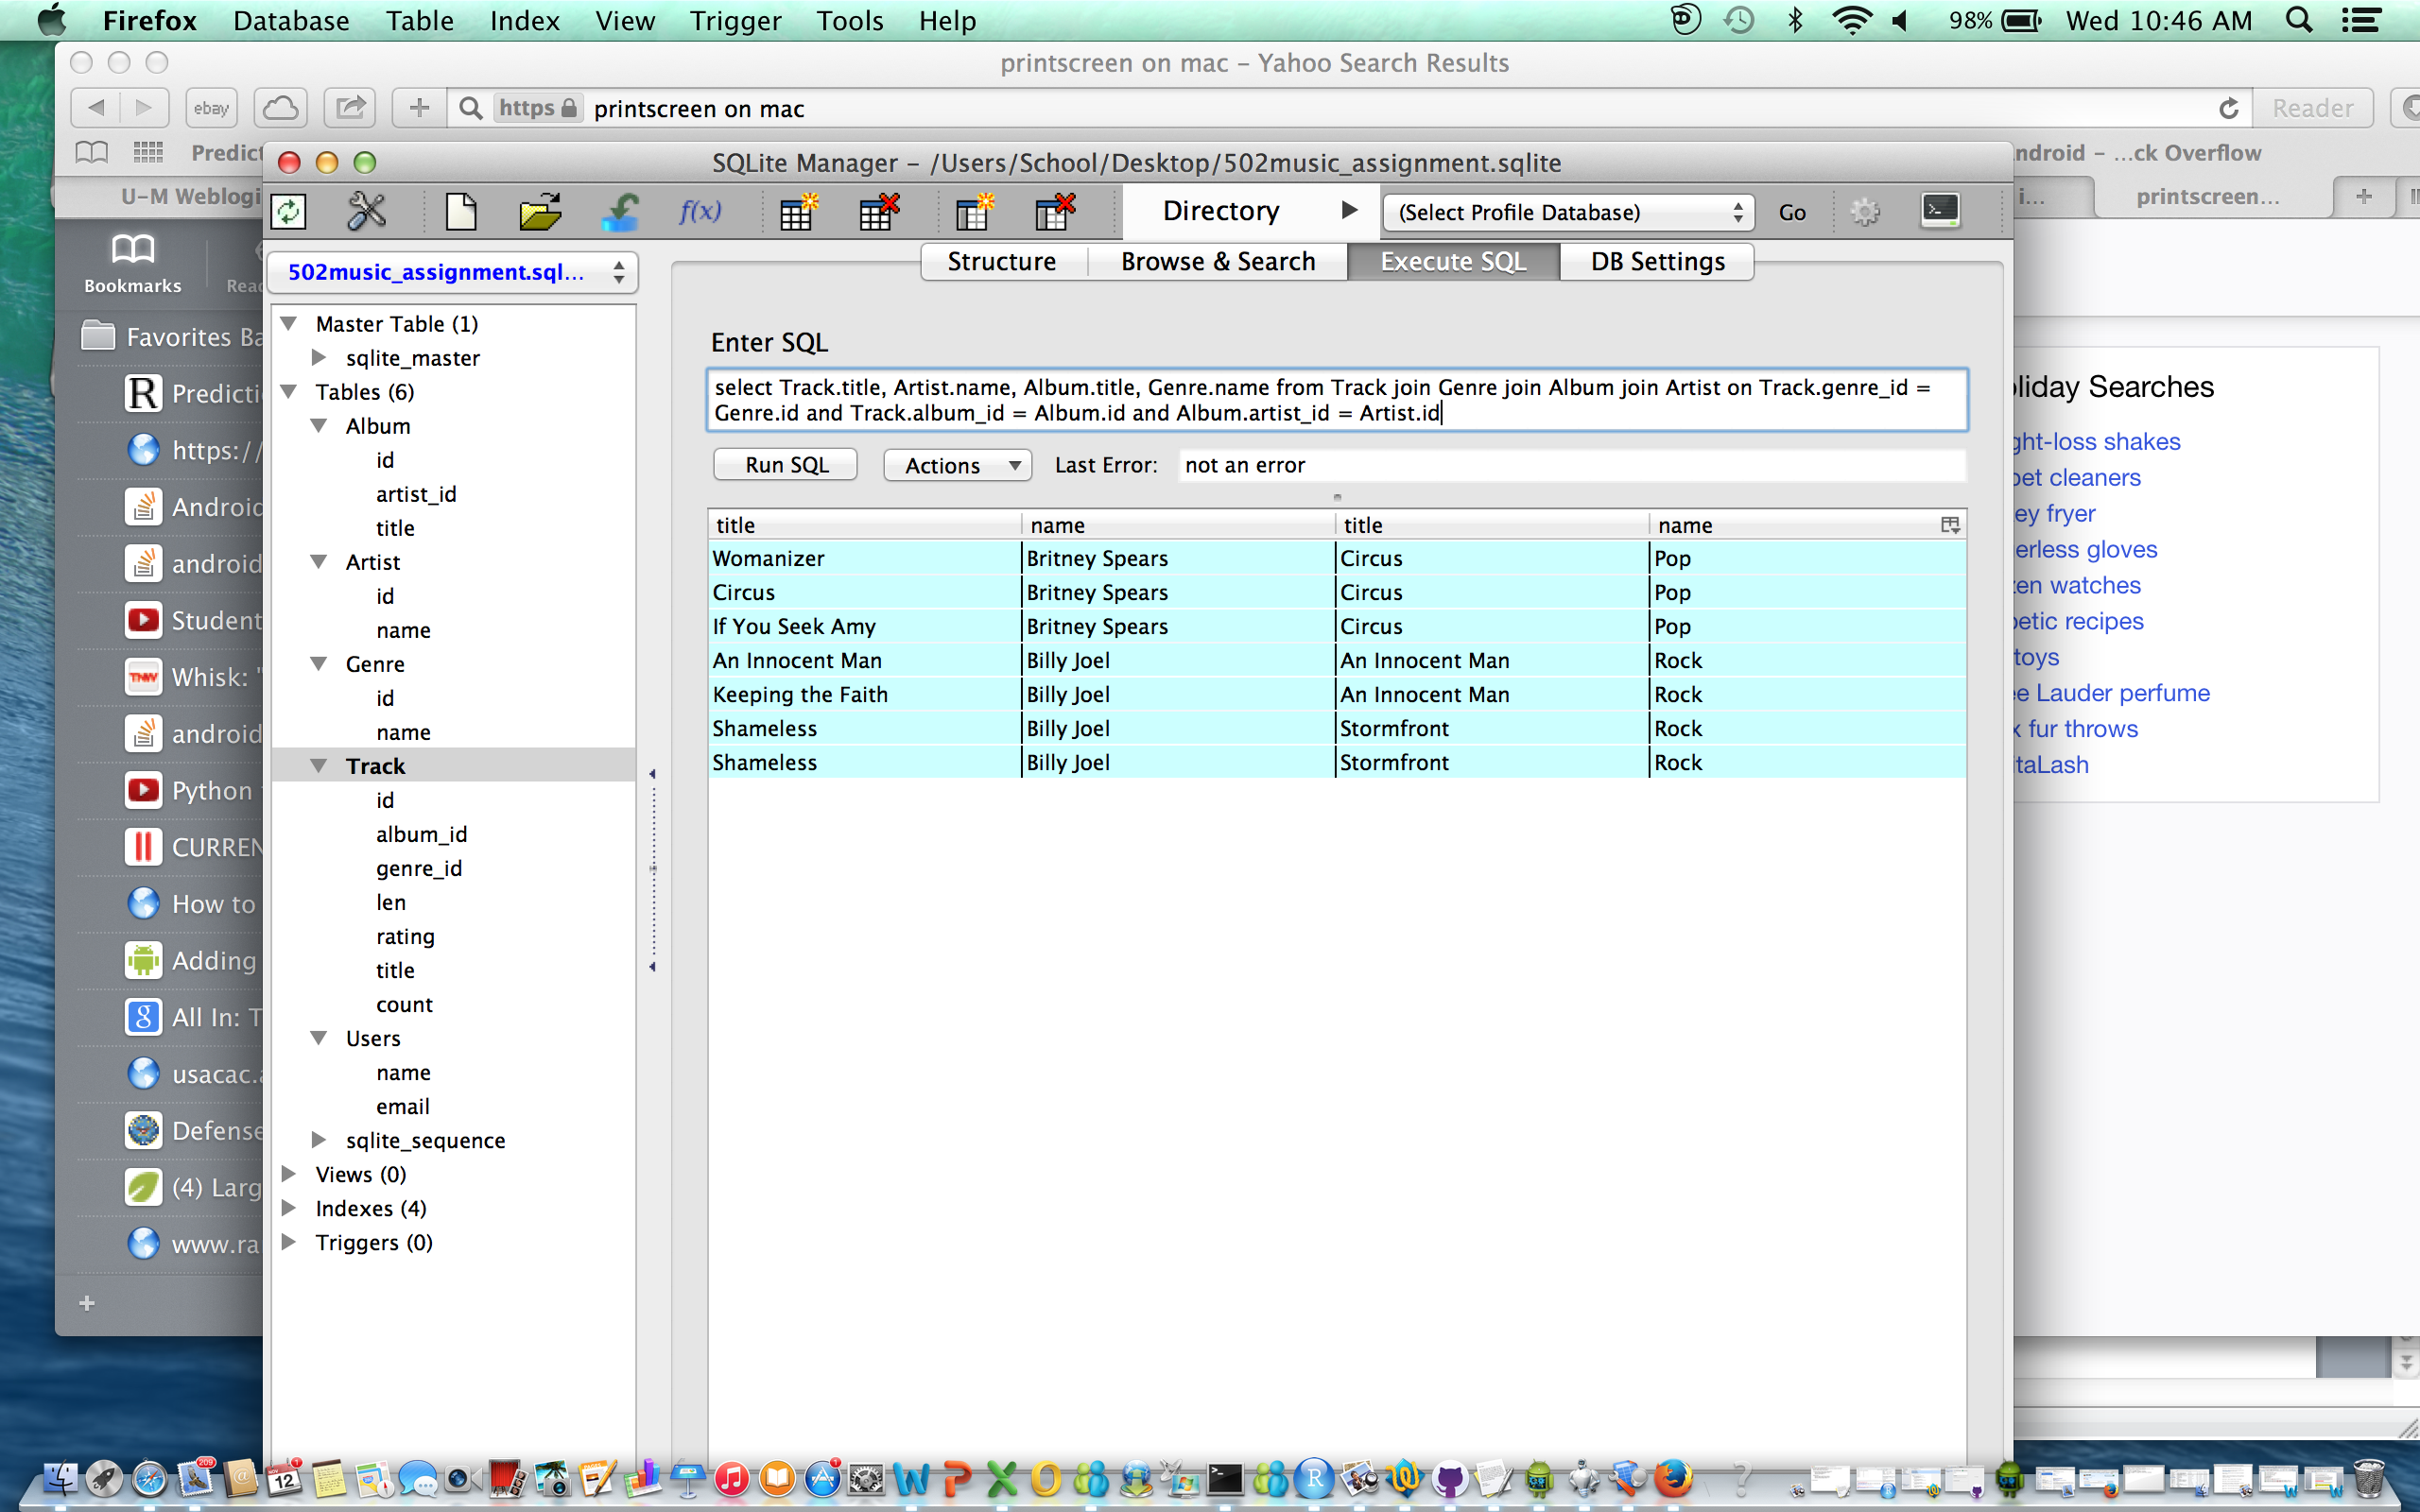 Firefox Database Table Index View Trigger Tools Help 98% Wed 10:46 AM
printscreen on mac – Yahoo Search Results
ebay https printscreen on mac Reader
Predict ndroid – ...ck Overflow
SQLite Manager – /Users/School/Desktop/502music_assignment.sqlite
U-M Weblogi i... printscreen...
f(x) Directory (Select Profile Database) Go
Structure Browse & Search Execute SQL DB Settings
502music_assignment.sql...
Bookmarks Read
Favorites Ba
Predicti
https://
Android
android
Student
Whisk: "
android
Python
CURREN
How to
Adding
All In: T
usacac.a
Defense
(4) Larg
www.ra
Master Table (1)
sqlite_master
Tables (6)
Album
id
artist_id
title
Artist
id
name
Genre
id
name
Track
id
album_id
genre_id
len
rating
title
count
Users
name
email
sqlite_sequence
Views (0)
Indexes (4)
Triggers (0)
Enter SQL
select Track.title, Artist.name, Album.title, Genre.name from Track join Genre join Album join Artist on Track.genre_id =
Genre.id and Track.album_id = Album.id and Album.artist_id = Artist.id
Run SQL Actions Last Error: not an error
title name title name
Womanizer Britney Spears Circus Pop
Circus Britney Spears Circus Pop
If You Seek Amy Britney Spears Circus Pop
An Innocent Man Billy Joel An Innocent Man Rock
Keeping the Faith Billy Joel An Innocent Man Rock
Shameless Billy Joel Stormfront Rock
Shameless Billy Joel Stormfront Rock
liday Searches
ght-loss shakes
pet cleaners
ey fryer
erless gloves
en watches
etic recipes
toys
e Lauder perfume
x fur throws
taLash
209
12